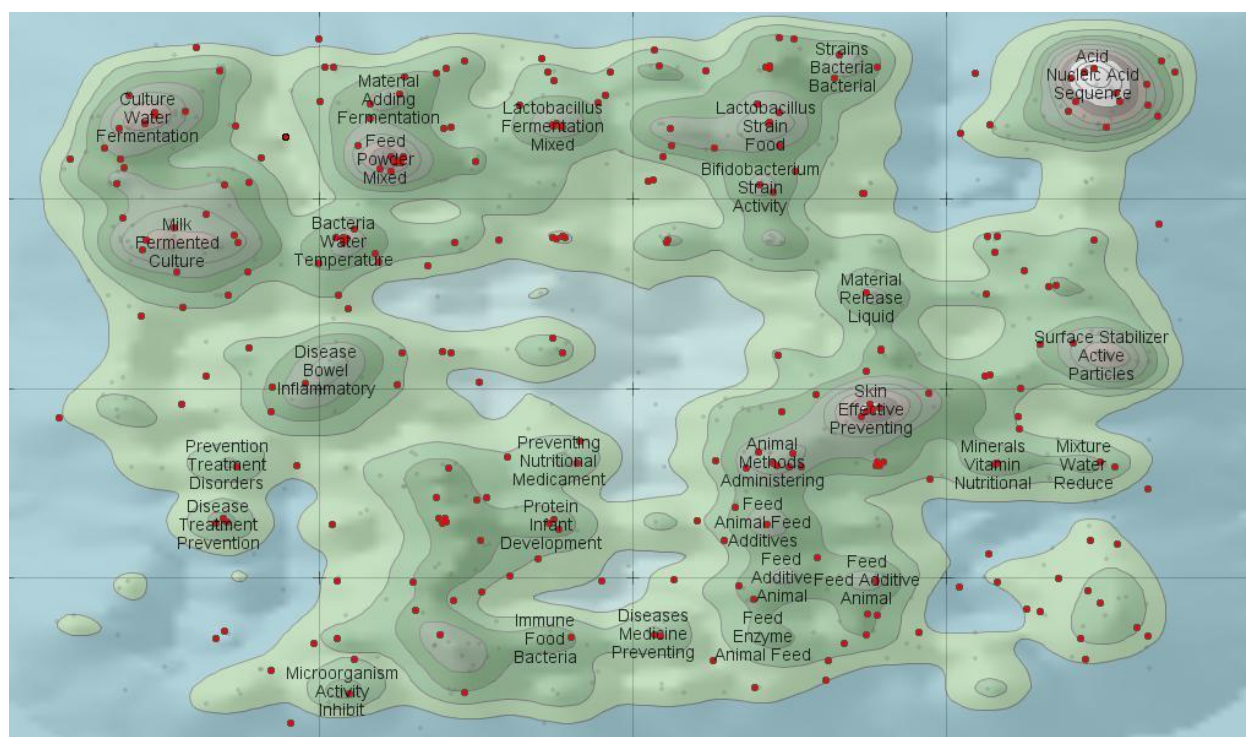 Culture
Water
Fermentation
Material
Adding
Fermentation
Feed
Powder
Mixed
Lactobacillus
Fermentation
Mixed
Lactobacillus
Strain
Food
Strains
Bacteria
Bacterial
Acid
Nucleic Acid
Sequence
Bifidobacterium
Strain
Activity
Milk
Fermented
Culture
Bacteria
Water
Temperature
Material
Release
Liquid
Disease
Bowel
Inflammatory
Surface Stabilizer
Active
Particles
Skin
Effective
Preventing
Prevention
Treatment
Disorders
Preventing
Nutritional
Medicament
Animal
Methods
Administering
Minerals
Vitamin
Nutritional
Mixture
Water
Reduce
Disease
Treatment
Prevention
Protein
Infant
Development
Feed
Animal Feed
Additives
Feed
Additive
Animal
Feed
Feed Additive
Animal
Immune
Food
Bacteria
Diseases
Medicine
Preventing
Feed
Enzyme
Animal Feed
Microorganism
Activity
Inhibit